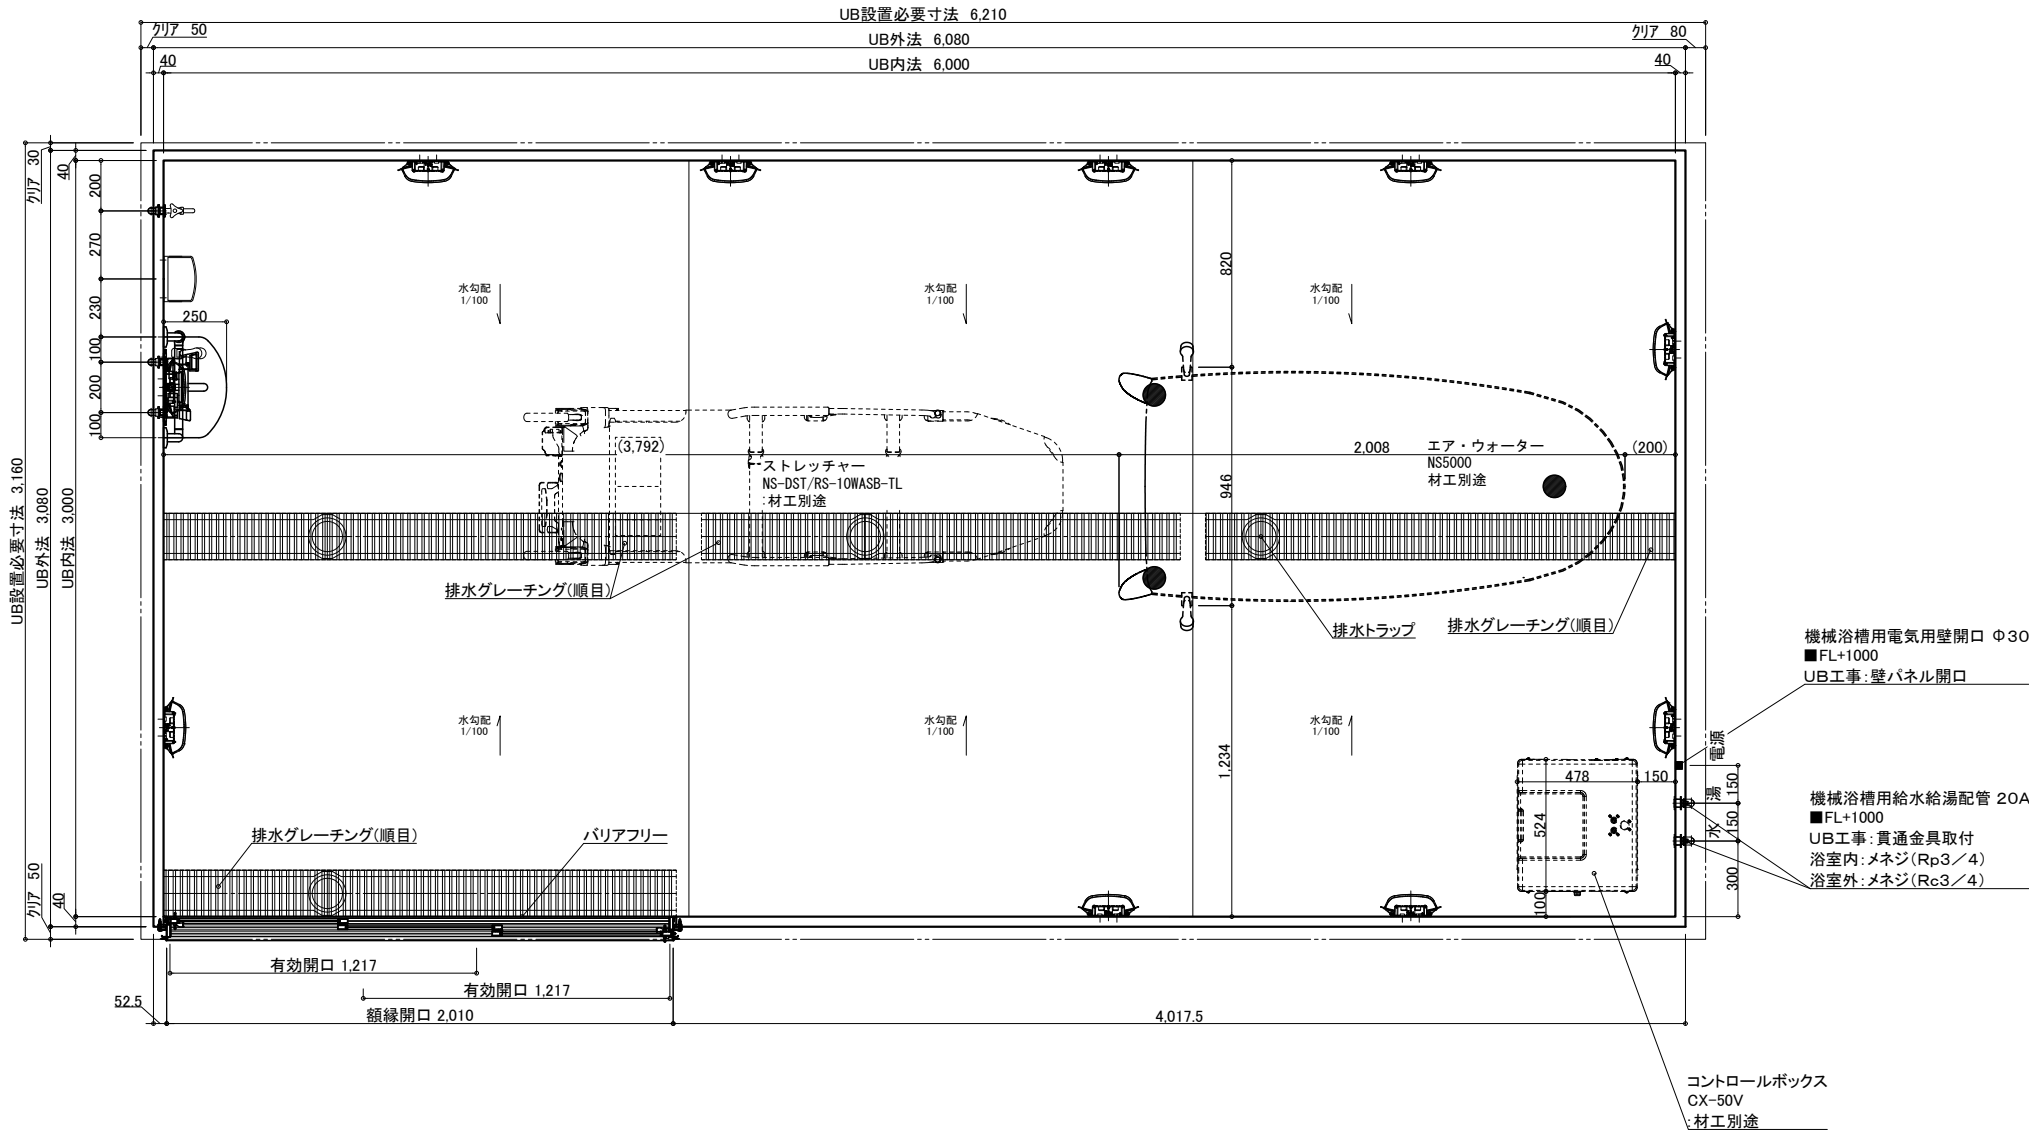 UB設置必要寸法 6,210
クリア 50
クリア 80
UB外法 6,080
40
UB内法 6,000
40
UB設置必要寸法 3,160
UB外法 3,080
UB内法 3,000
クリア 30
40
200
270
230
100
200
100
250
クリア 50
40
水勾配
1/100
水勾配
1/100
水勾配
1/100
820
946
1,234
(3,792)
2,008
(200)
ストレッチャー
NS-DST/RS-10WASB-TL
:材工別途
エア・ウォーター
NS5000
材工別途
排水グレーチング(順目)
排水トラップ
排水グレーチング(順目)
機械浴槽用電気用壁開口 Φ30
■FL+1000
UB工事:壁パネル開口
水勾配
1/100
水勾配
1/100
水勾配
1/100
電源
湯
水
150
150
300
478
150
524
100
機械浴槽用給水給湯配管 20A
■FL+1000
UB工事:貫通金具取付
浴室内:メネジ(Rp3/4)
浴室外:メネジ(Rc3/4)
排水グレーチング(順目)
バリアフリー
有効開口 1,217
有効開口 1,217
52.5
額縁開口 2,010
4,017.5
コントロールボックス
CX-50V
:材工別途